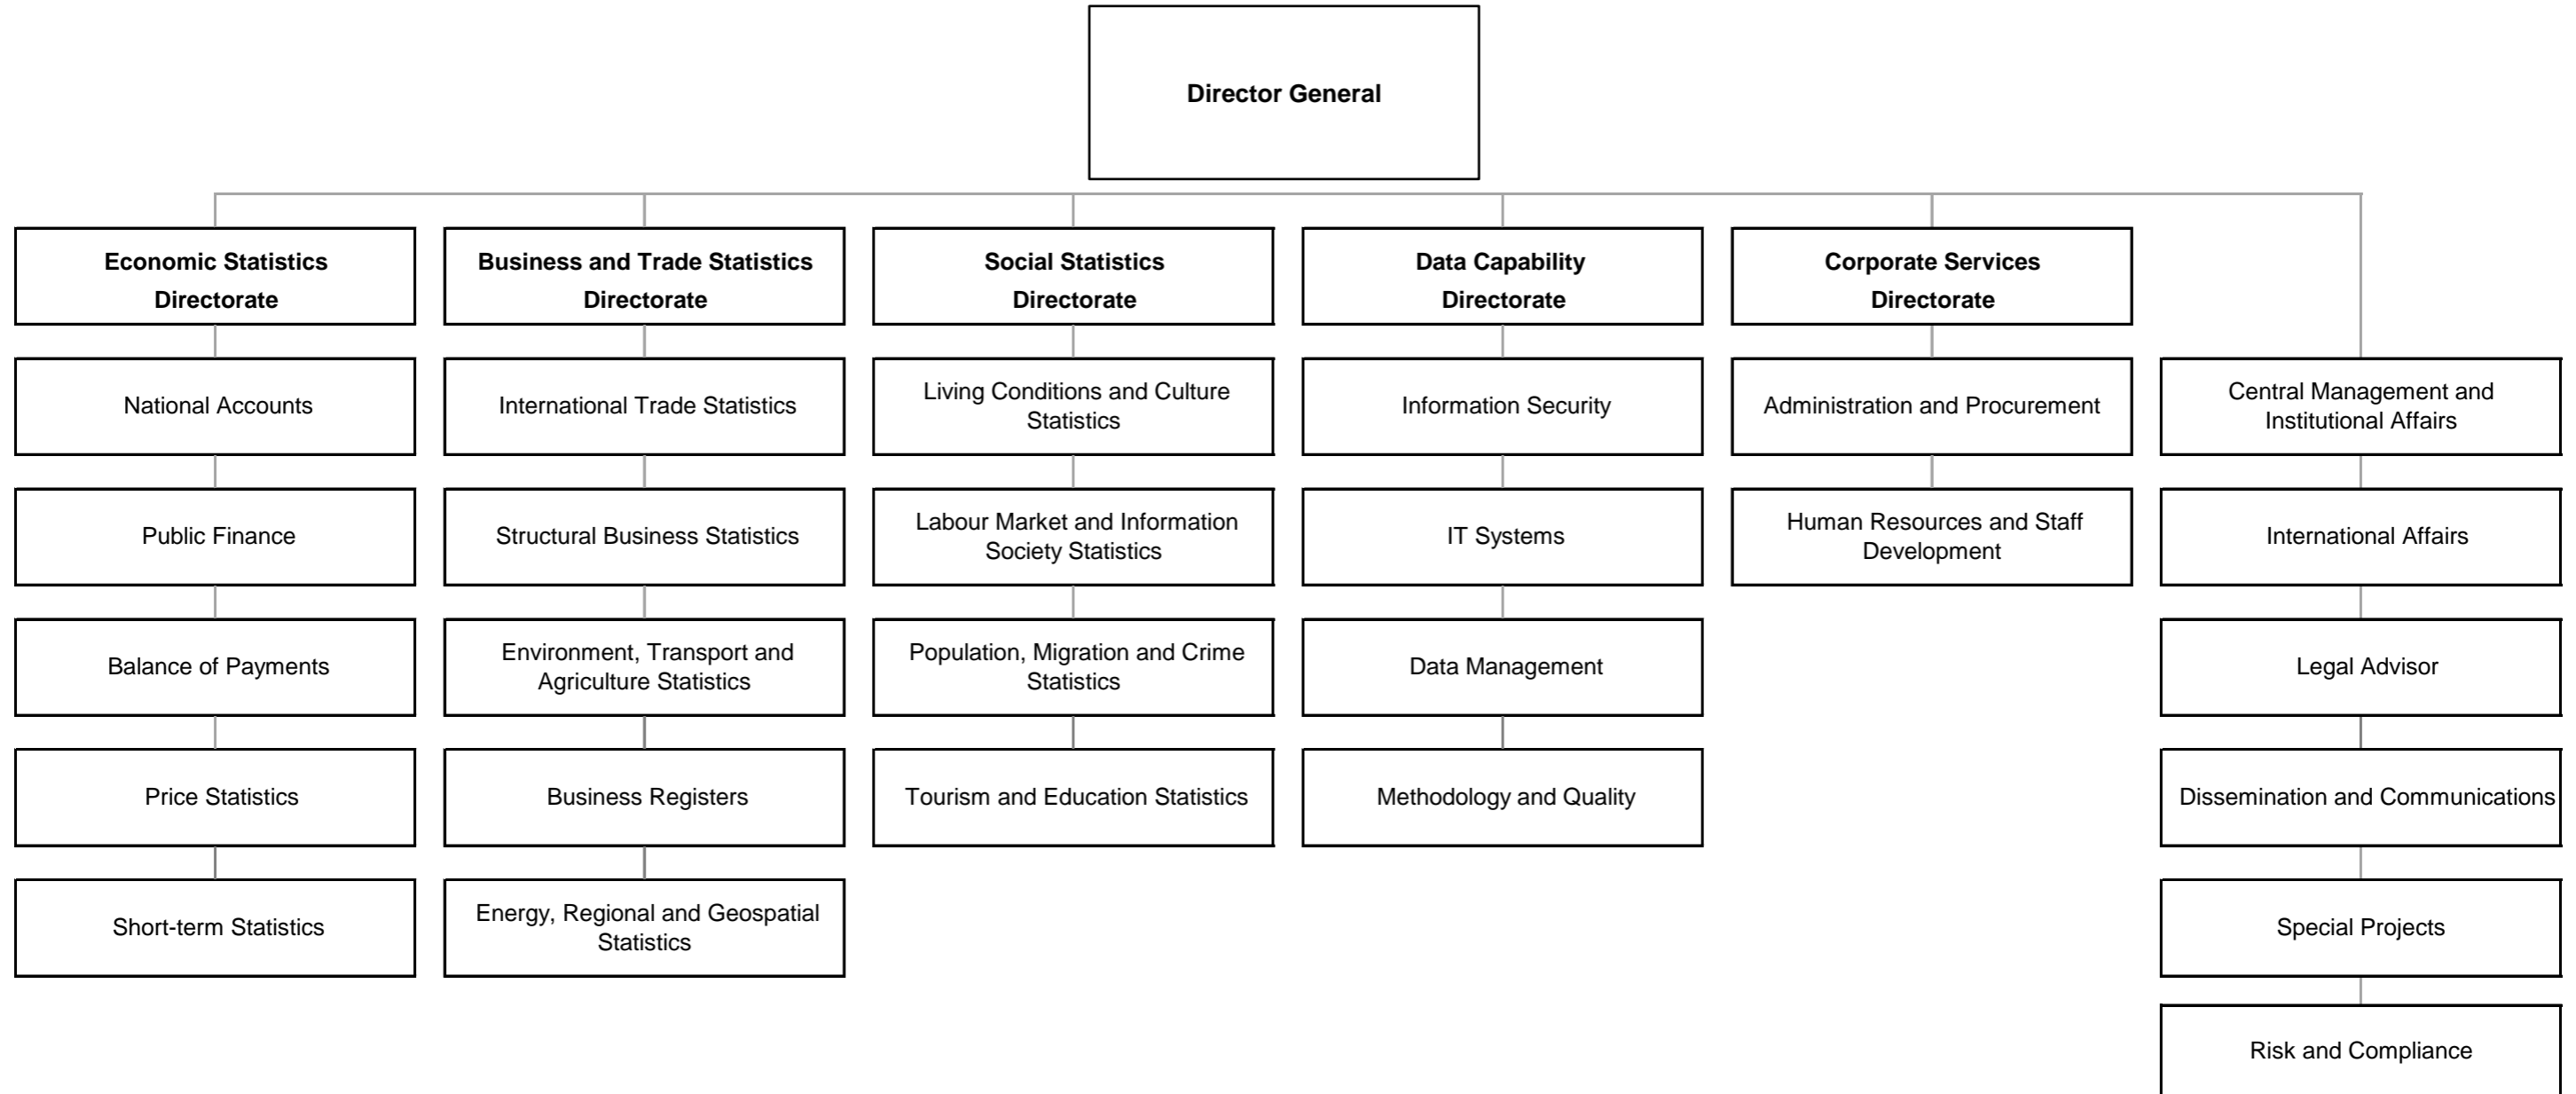 Director General
Economic Statistics
Directorate
Business and Trade Statistics
Directorate
Social Statistics
Directorate
Data Capability
Directorate
Corporate Services
Directorate
National Accounts
International Trade Statistics
Living Conditions and Culture
Statistics
Information Security
Administration and Procurement
Central Management and
Institutional Affairs
Public Finance
Structural Business Statistics
Labour Market and Information
Society Statistics
IT Systems
Human Resources and Staff
Development
International Affairs
Balance of Payments
Environment, Transport and
Agriculture Statistics
Population, Migration and Crime
Statistics
Data Management
Legal Advisor
Price Statistics
Business Registers
Tourism and Education Statistics
Methodology and Quality
Dissemination and Communications
Short-term Statistics
Energy, Regional and Geospatial
Statistics
Special Projects
Risk and Compliance